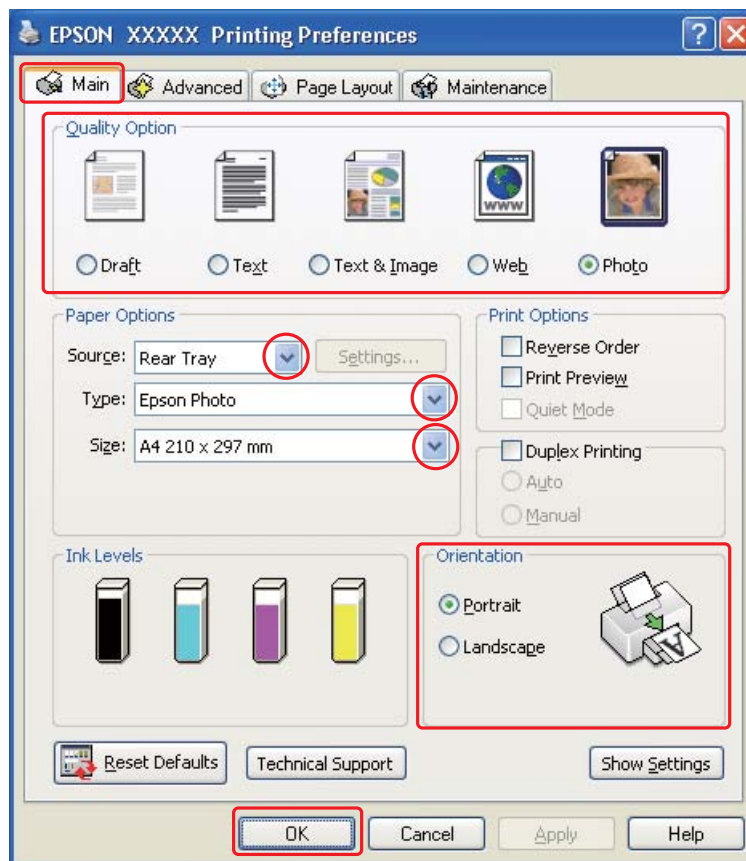 EPSON XXXXX Printing Preferences
Main Advanced Page Layout Maintenance
Quality Option
www
Draft Text Text & Image Web Photo
Paper Options
Source: Rear Tray Settings...
Type: Epson Photo
Size: A4 210 x 297 mm
Print Options
Reverse Order
Print Preview
Quiet Mode
Duplex Printing
Auto
Manual
Ink Levels
Orientation
Portrait
Landscape
A
Reset Defaults Technical Support Show Settings
OK Cancel Apply Help